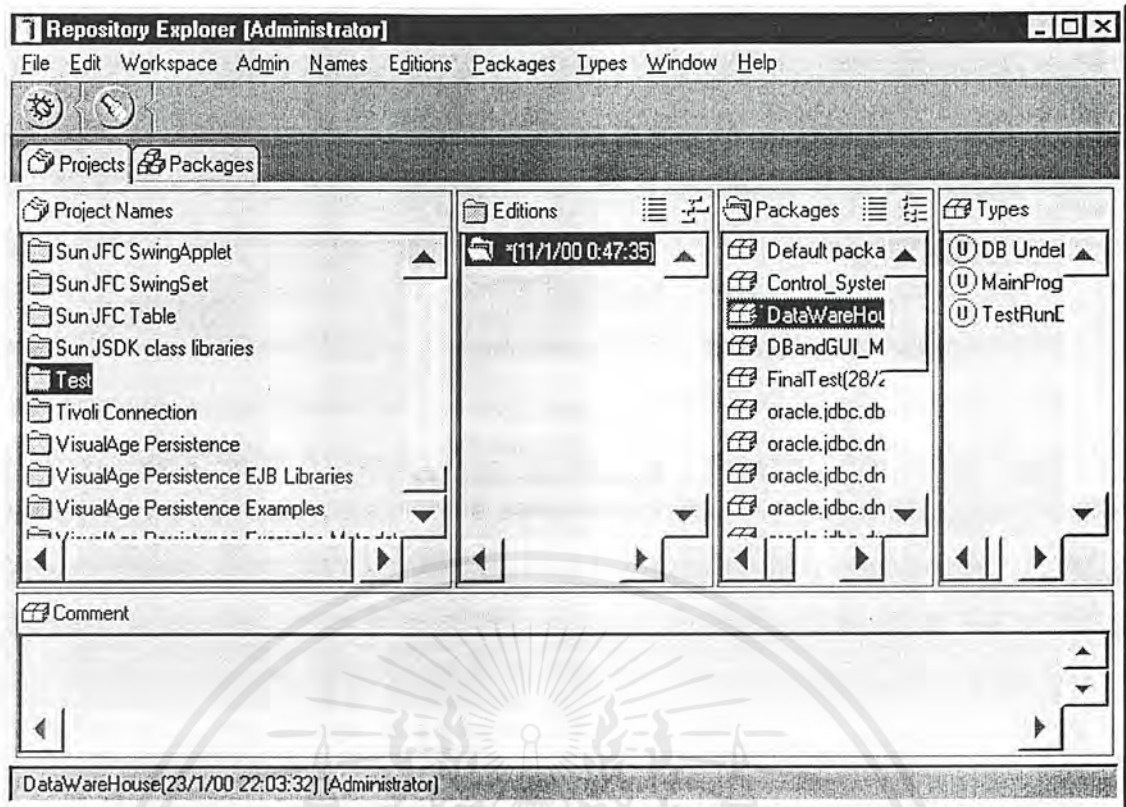 Repository Explorer [Administrator]
File Edit Workspace Admin Names Editions Packages Types Window Help
Projects Packages
Project Names
Sun JFC SwingApplet
Sun JFC SwingSet
Sun JFC Table
Sun JSDK class libraries
Test
Tivoli Connection
VisualAge Persistence
VisualAge Persistence EJB Libraries
VisualAge Persistence Examples
Editions
*(11/1/00 0:47:35)
Packages
Default packa
Control_System
DataWareHou
DBandGUI_M
FinalTest(28/2
oracle.jdbc.db
oracle.jdbc.dn
oracle.jdbc.dn
oracle.jdbc.dn
Types
U DB Undel
U MainProg
U TestRunE
Comment
DataWareHouse(23/1/00 22:03:32) [Administrator]